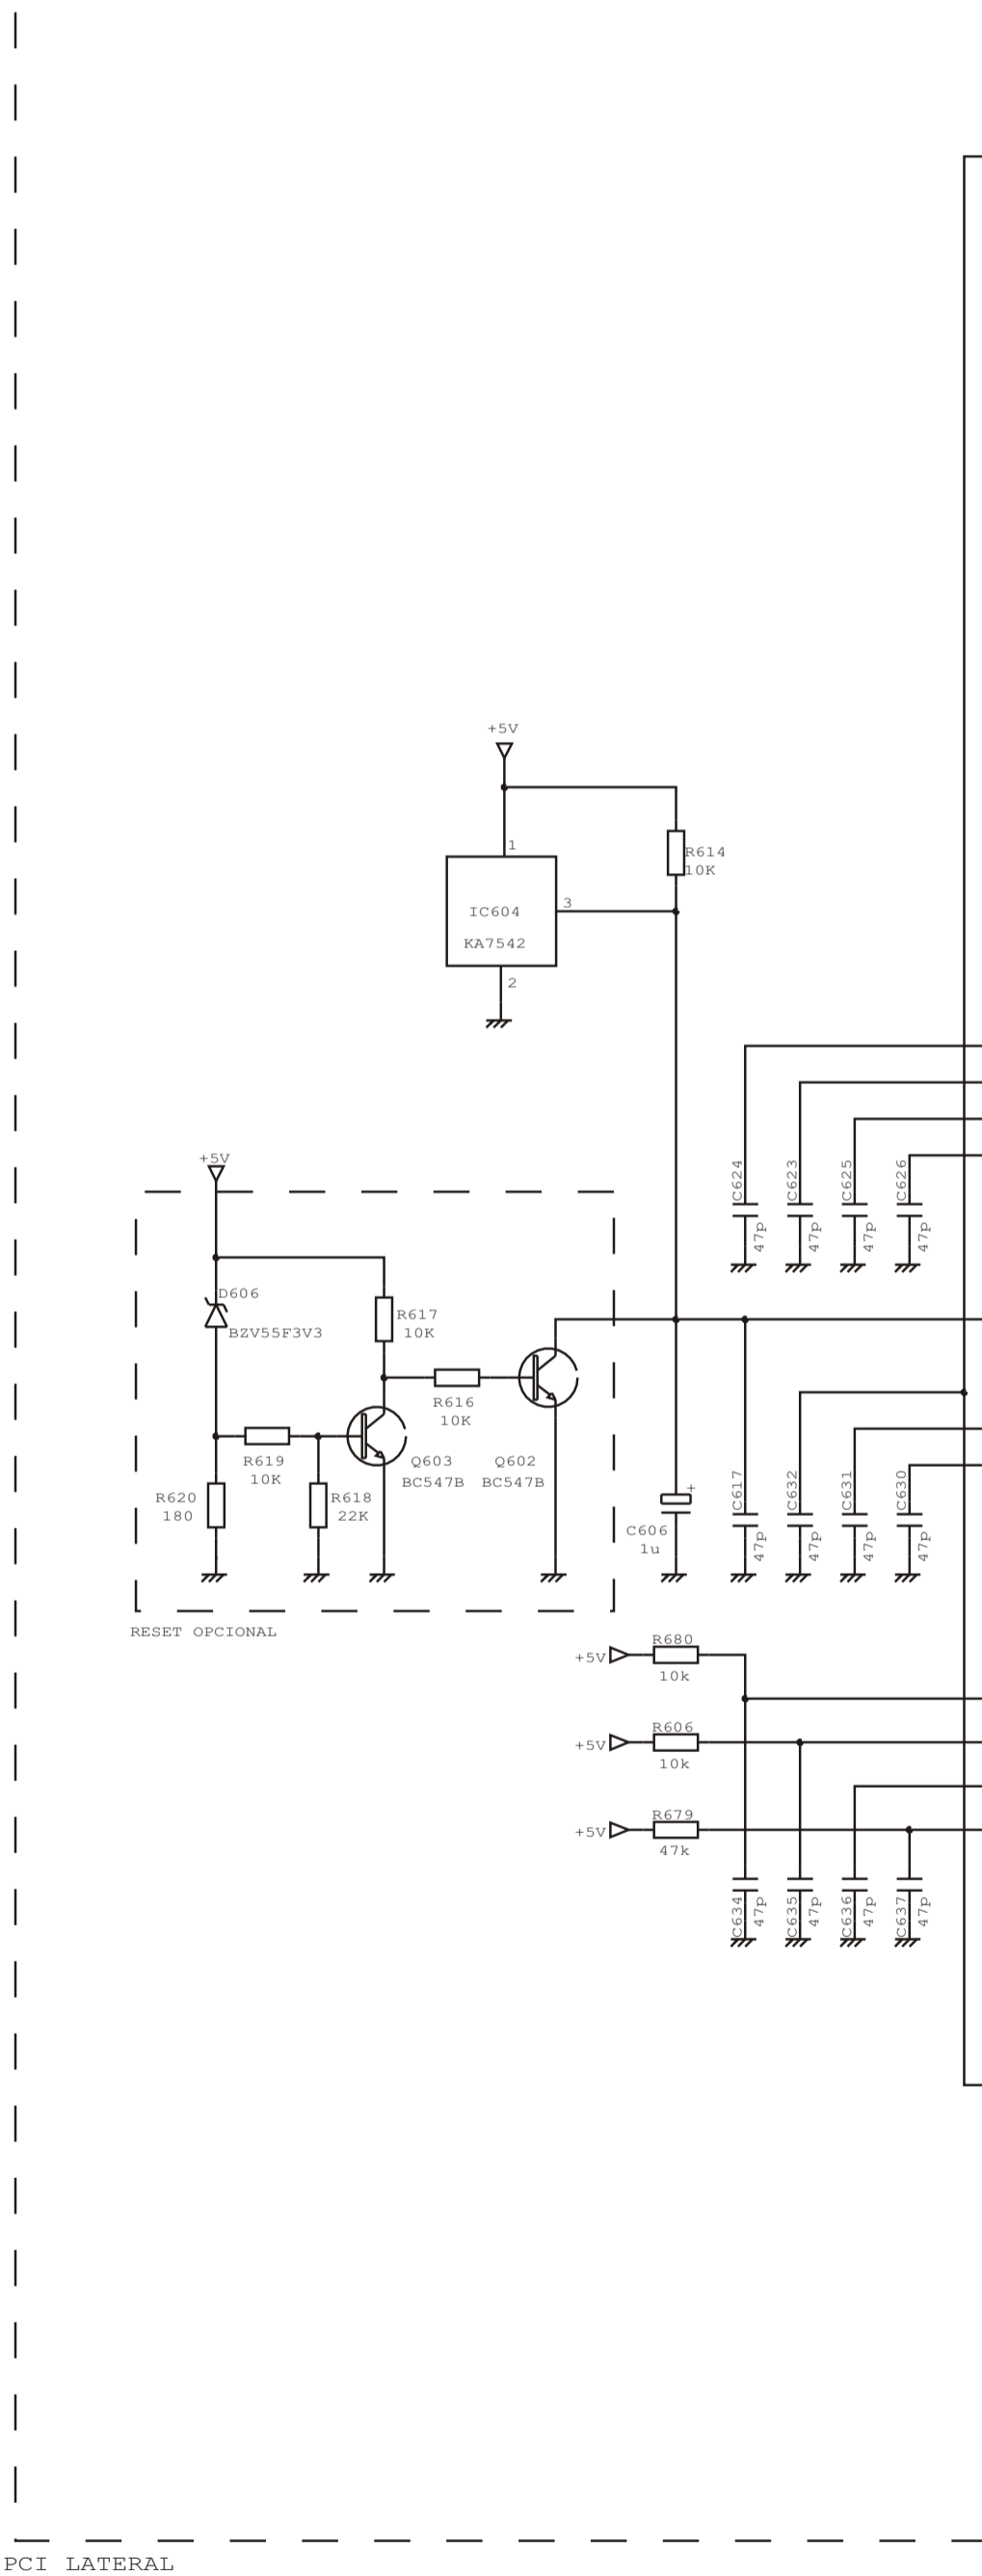 +5V
1
R614
10K
3
IC604
KA7542
2
+5V
C624
C623
C625
C626
47p
47p
47p
47p
D606
BZV55F3V3
R617
10K
R616
10K
R619
10K
Q603
BC547B
Q602
BC547B
R620
180
R618
22K
+
C606
1u
C617
C632
C631
C630
47p
47p
47p
47p
RESET OPCIONAL
+5V
R680
10k
+5V
R606
10k
+5V
R679
47k
C634
47p
C635
47p
C636
47p
C637
47p
PCI LATERAL